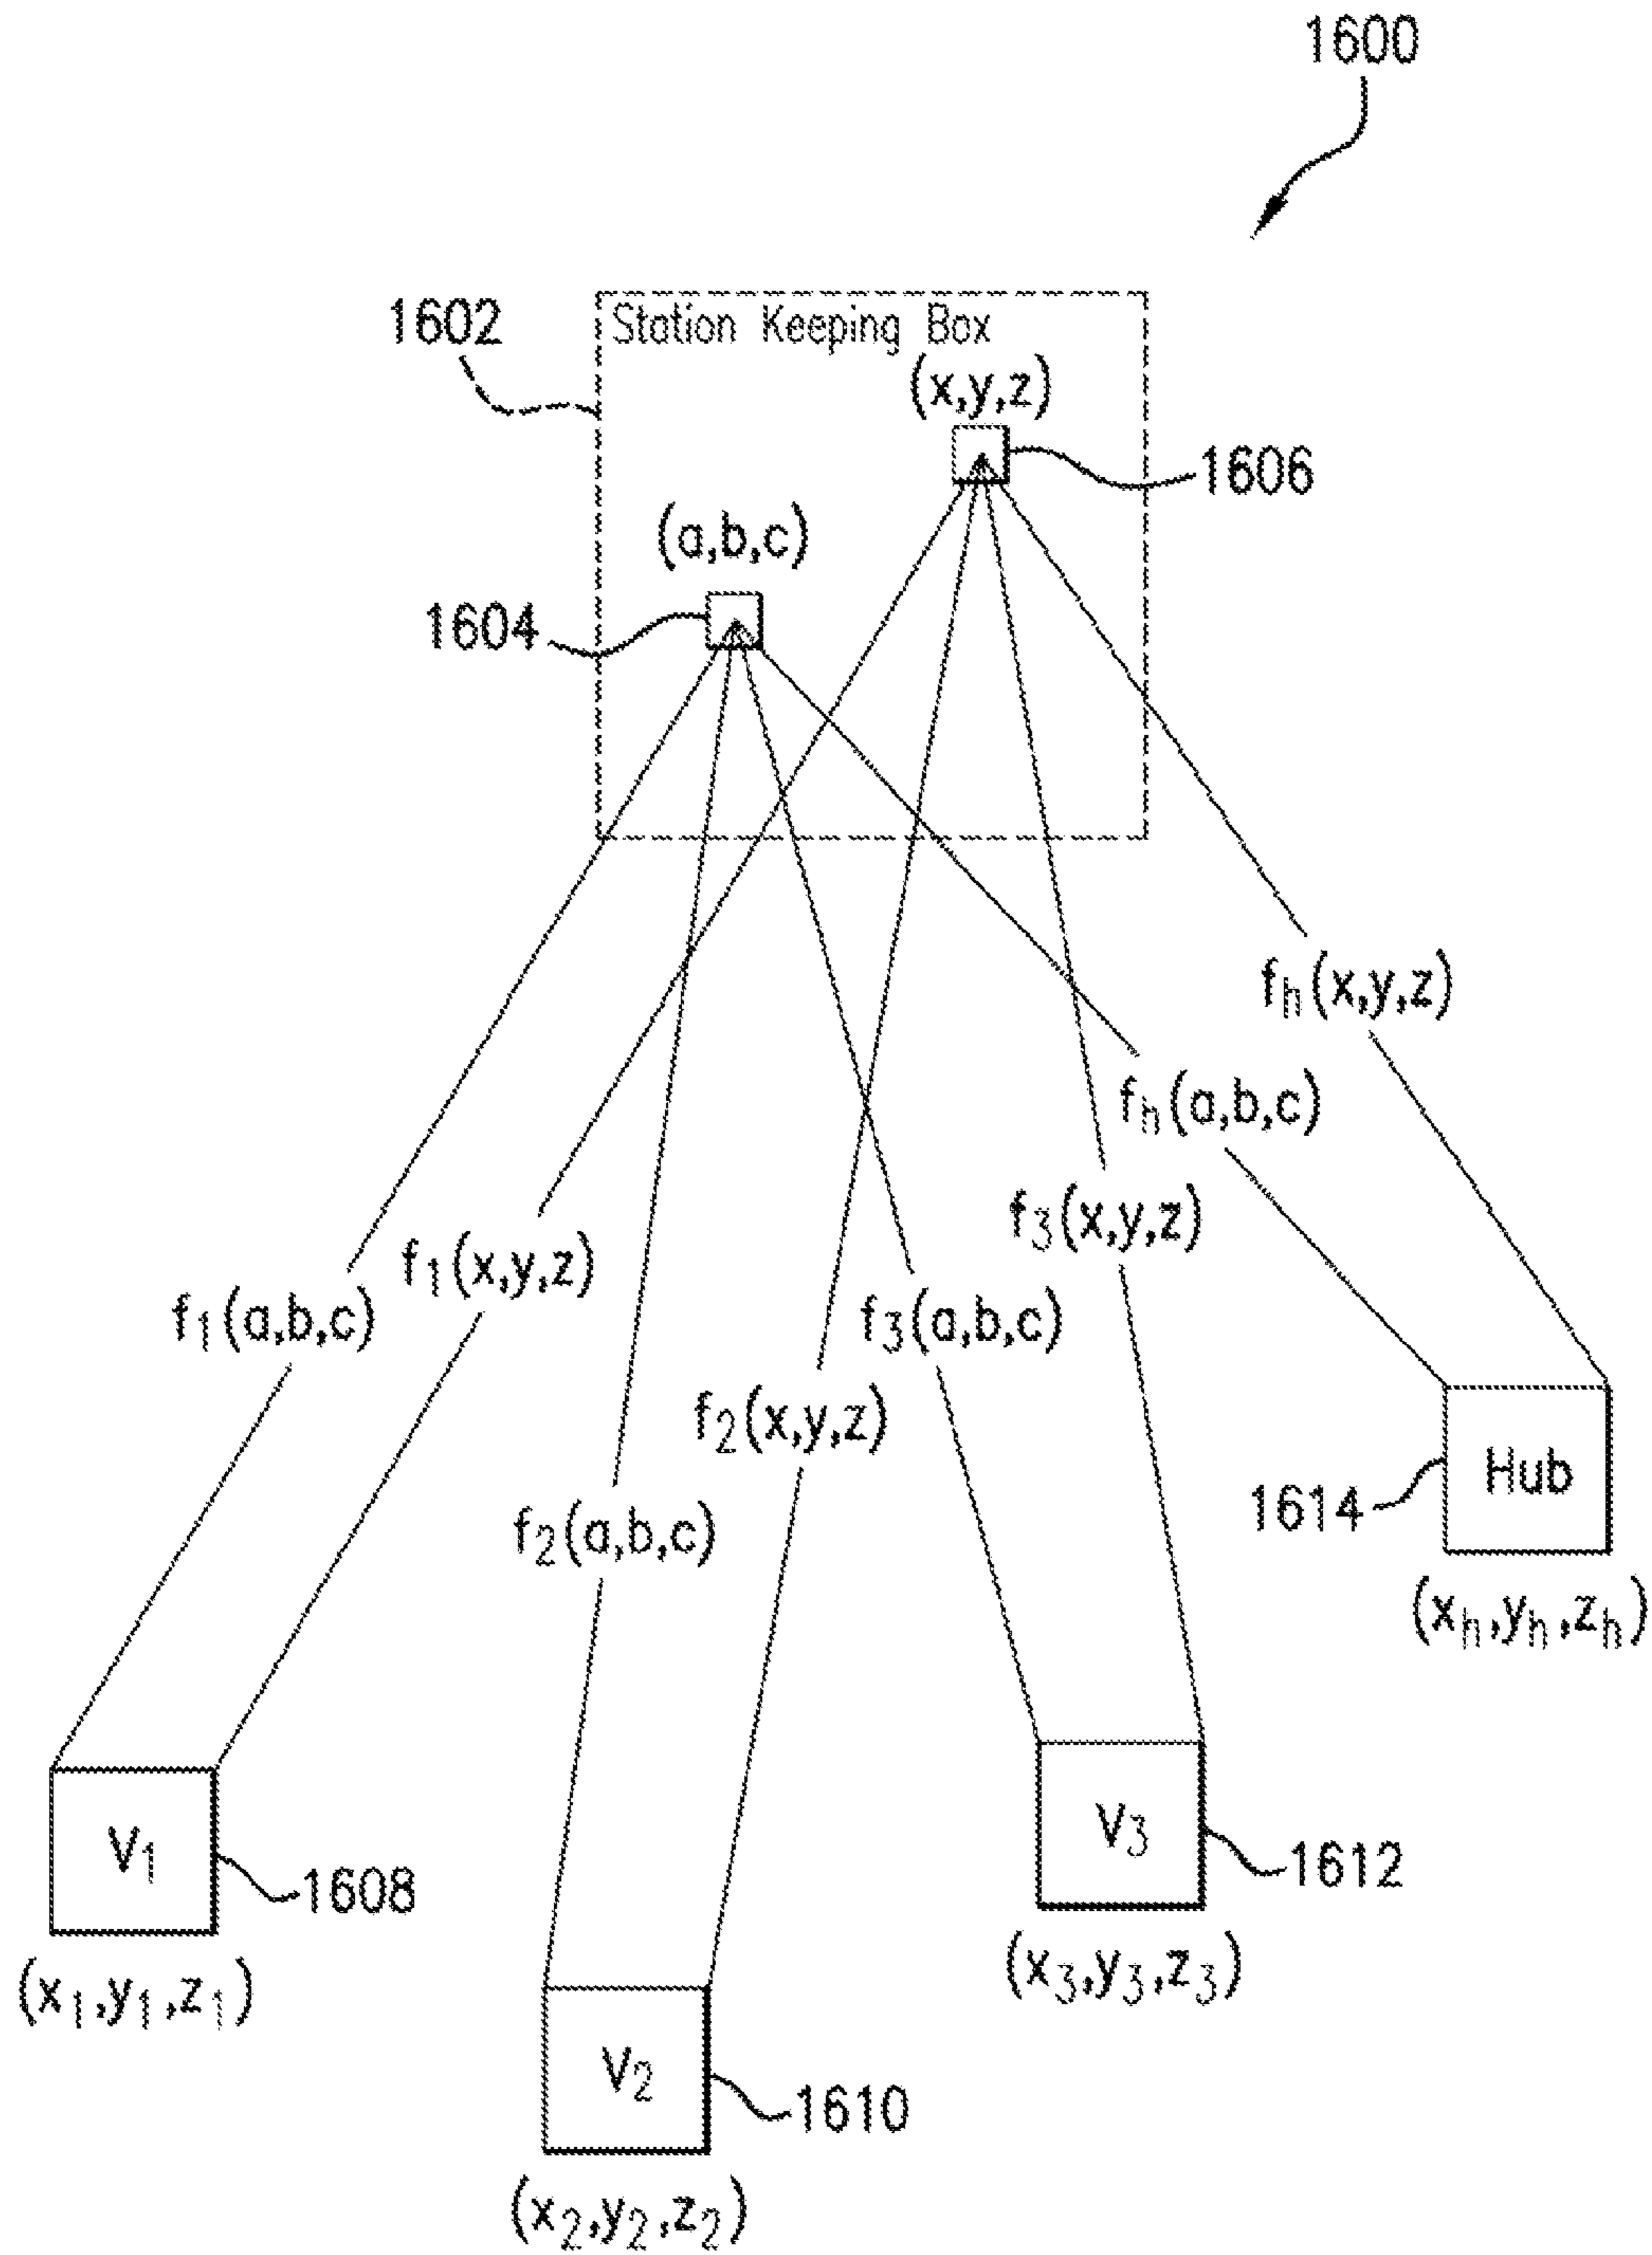 1600
1602
Station Keeping Box
(x,y,z)
1606
(a,b,c)
1604
fh(x,y,z)
fh(a,b,c)
f3(x,y,z)
f1(x,y,z)
f1(a,b,c)
f3(a,b,c)
f2(x,y,z)
f2(a,b,c)
Hub
1614
(xh,yh,zh)
V1
1608
V3
1612
(x1,y1,z1)
(x3,y3,z3)
V2
1610
(x2,y2,z2)